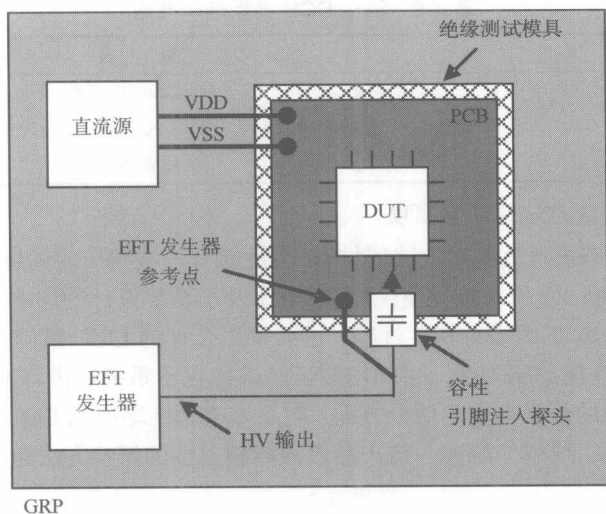 绝缘测试模具
直流源
VDD
VSS
PCB
DUT
EFT 发生器
参考点
EFT
发生器
HV 输出
容性
引脚注入探头
GRP